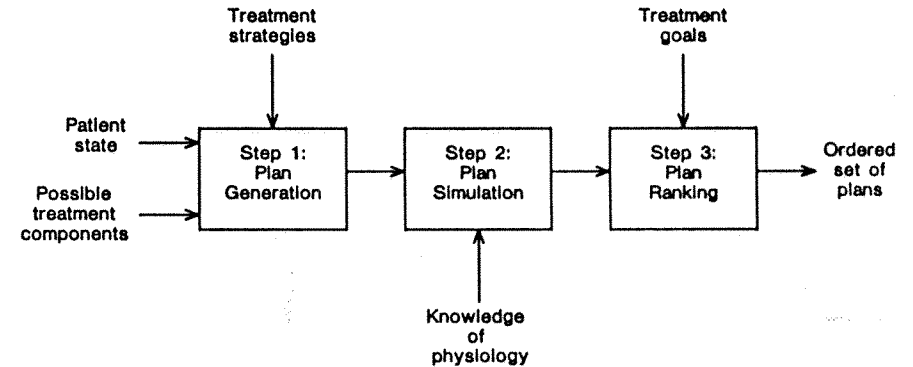 Treatment
strategies
Treatment
goals
Patient
state
Possible
treatment
components
Step 1:
Plan
Generation
Step 2:
Plan
Simulation
Step 3:
Plan
Ranking
Ordered
set of
plans
Knowledge
of
physiology